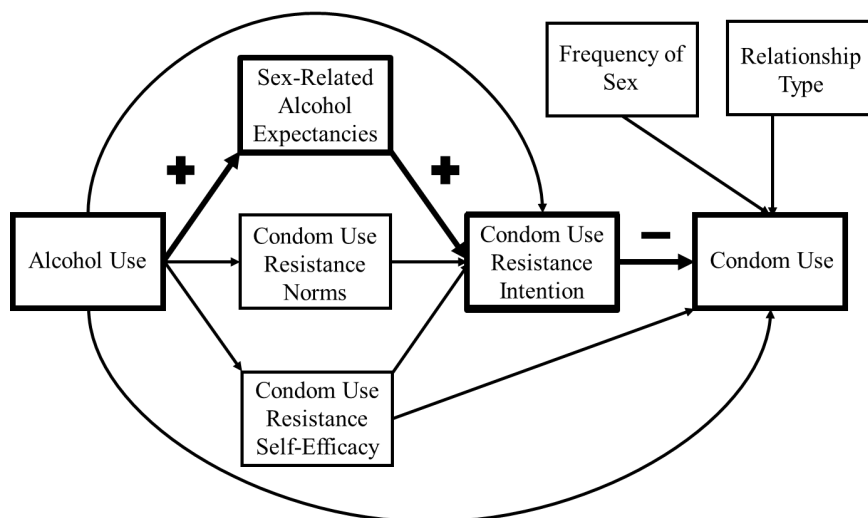 Frequency of
Sex
Relationship
Type
Sex-Related
Alcohol
Expectancies
+
+
Alcohol Use
Condom Use
Resistance
Norms
Condom Use
Resistance
Intention
−
Condom Use
Condom Use
Resistance
Self-Efficacy